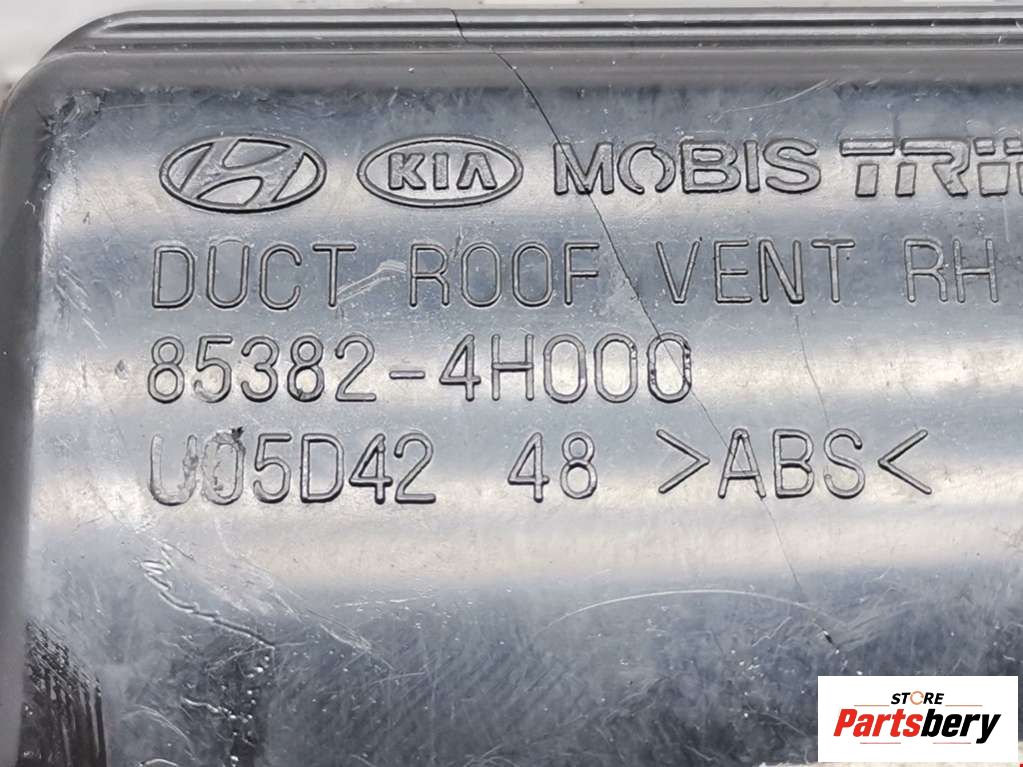 KIA MOBIS
DUCT ROOF VENT RH
85382-4H000
U05D42 48 >ABS<
STORE
Partsbery